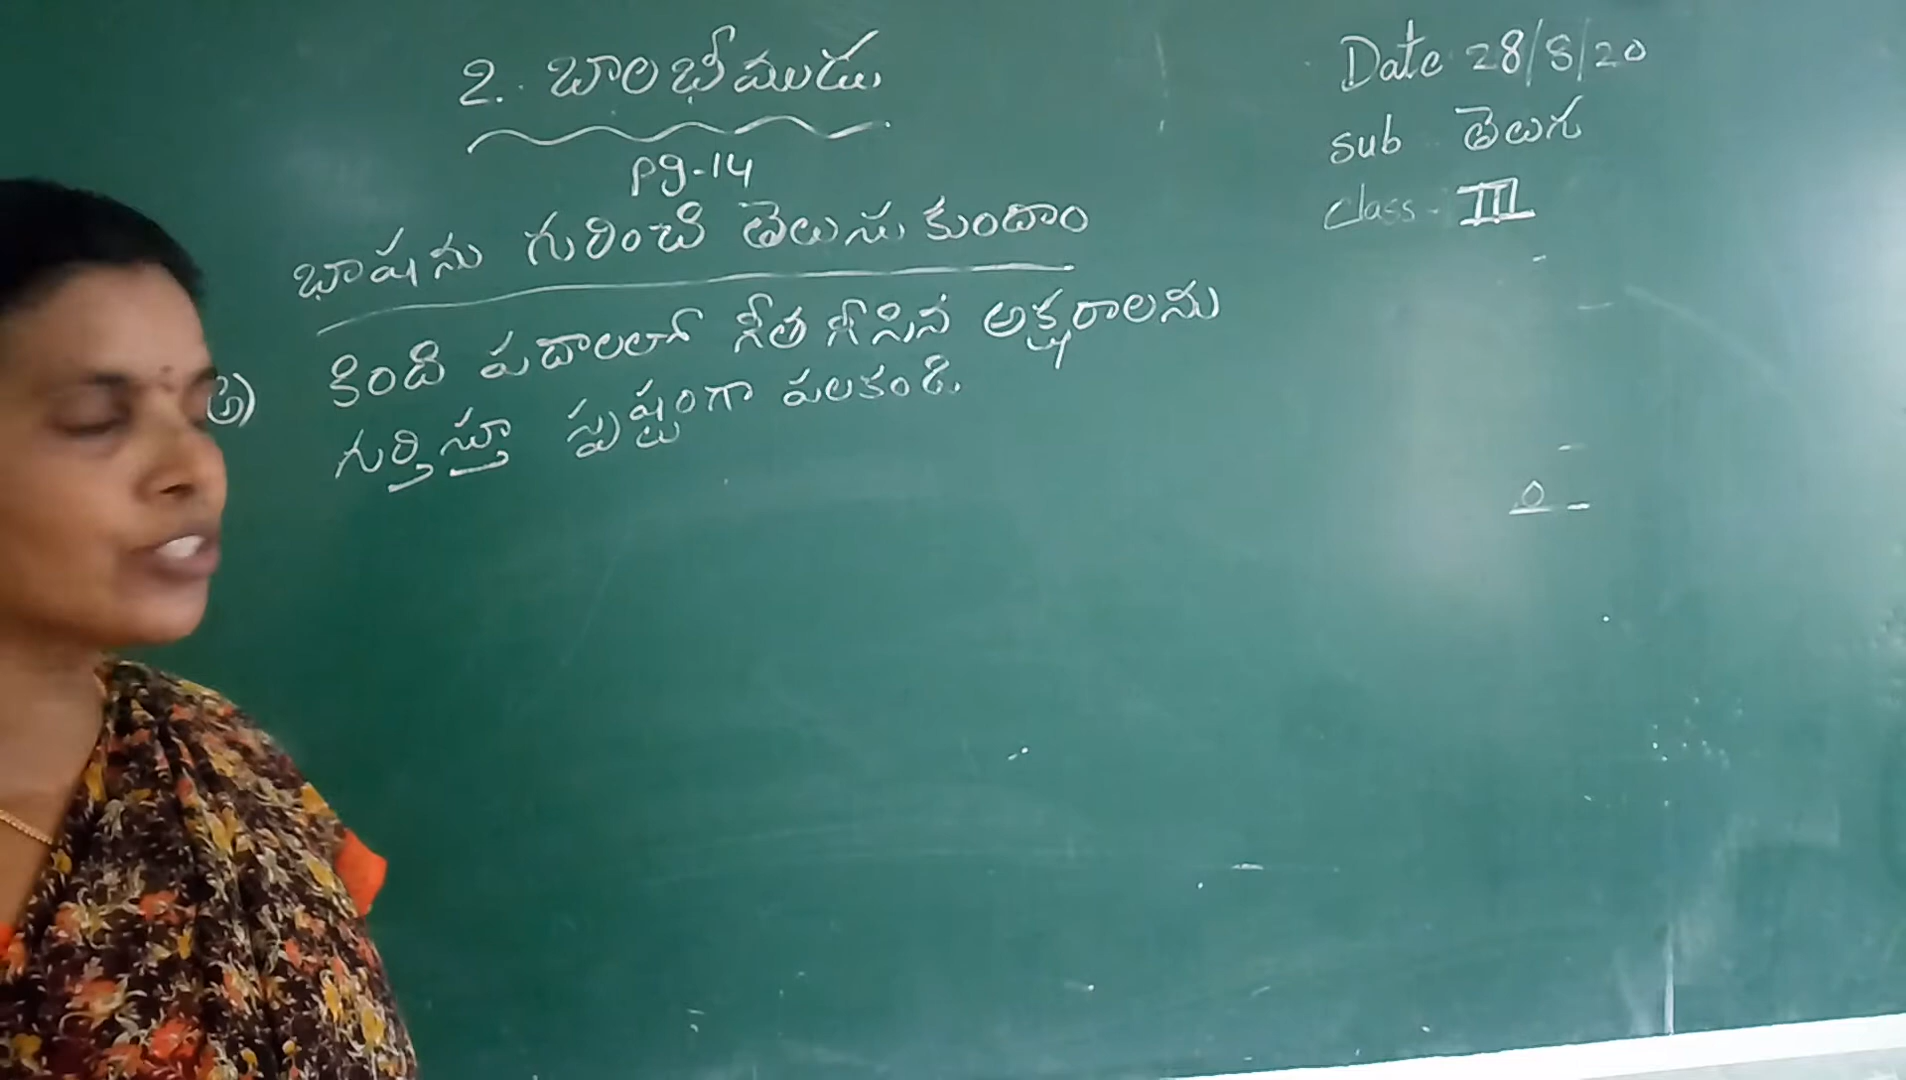 2. బాలభీముడు
Date 28/8/20
sub తెలుగు
class - III
pg-14
భాషను గురించి తెలుసుకుందాం
అ) కింది పదాలలో గీత గీసిన అక్షరాలను
గుర్తిస్తూ స్పష్టంగా పలకండి.